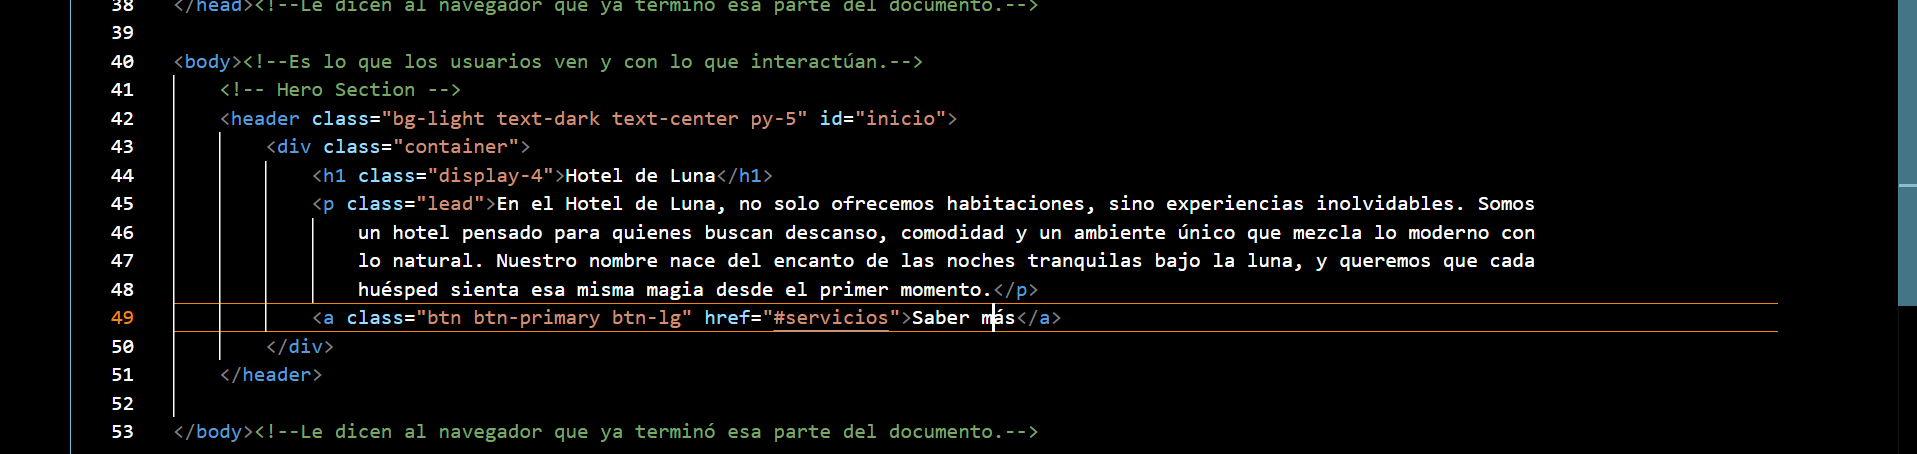 38 </head><!--Le dicen al navegador que ya terminó esa parte del documento.-->
39
40 <body><!--Es lo que los usuarios ven y con lo que interactúan.-->
41 <!-- Hero Section -->
42 <header class="bg-light text-dark text-center py-5" id="inicio">
43 <div class="container">
44 <h1 class="display-4">Hotel de Luna</h1>
45 <p class="lead">En el Hotel de Luna, no solo ofrecemos habitaciones, sino experiencias inolvidables. Somos
46 un hotel pensado para quienes buscan descanso, comodidad y un ambiente único que mezcla lo moderno con
47 lo natural. Nuestro nombre nace del encanto de las noches tranquilas bajo la luna, y queremos que cada
48 huésped sienta esa misma magia desde el primer momento.</p>
49 <a class="btn btn-primary btn-lg" href="#servicios">Saber más</a>
50 </div>
51 </header>
52
53 </body><!--Le dicen al navegador que ya terminó esa parte del documento.-->